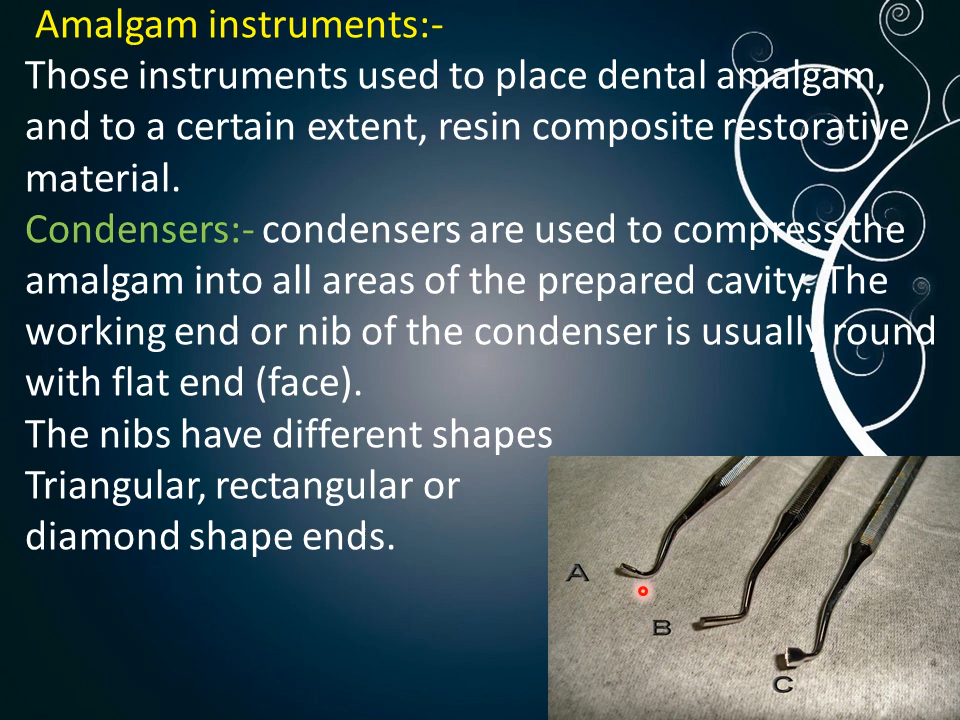 Amalgam instruments:-
Those instruments used to place dental amalgam,
and to a certain extent, resin composite restorative
material.
Condensers:- condensers are used to compress the
amalgam into all areas of the prepared cavity. The
working end or nib of the condenser is usually round
with flat end (face).
The nibs have different shapes
Triangular, rectangular or
diamond shape ends.
A
B
C